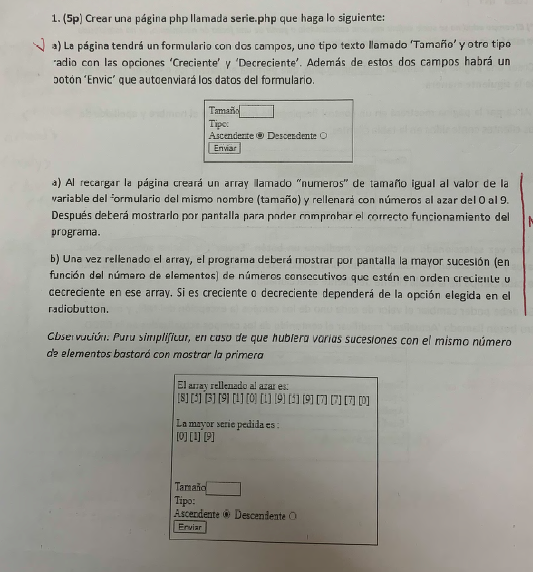 1. (5p) Crear una página php llamada serie.php que haga lo siguiente:
a) La página tendrá un formulario con dos campos, uno tipo texto llamado 'Tamaño' y otro tipo
radio con las opciones 'Creciente' y 'Decreciente'. Además de estos dos campos habrá un
botón 'Envic' que autoenviará los datos del formulario.
Tamaño
Tipo:
Ascendente Descendente
Enviar
a) Al recargar la página creará un array llamado "numeros" de tamaño igual al valor de la
variable del formulario del mismo nombre (tamaño) y rellenará con números al azar del 0 al 9.
Después deberá mostrarlo por pantalla para poder comprobar el correcto funcionamiento del
programa.
b) Una vez rellenado el array, el programa deberá mostrar por pantalla la mayor sucesión (en
función del número de elementos) de números consecutivos que estén en orden creciente o
decreciente en ese array. Si es creciente o decreciente dependerá de la opción elegida en el
radiobutton.
Observación: Para simplificar, en caso de que hubiera varias sucesiones con el mismo número
de elementos bastará con mostrar la primera
El array rellenado al azar es:
[8] [5] [3] [9] [1] [0] [1] [9] [5] [9] [7] [7] [7] [0]
La mayor serie pedida es :
[0] [1] [9]
Tamaño
Tipo:
Ascendente Descendente
Enviar